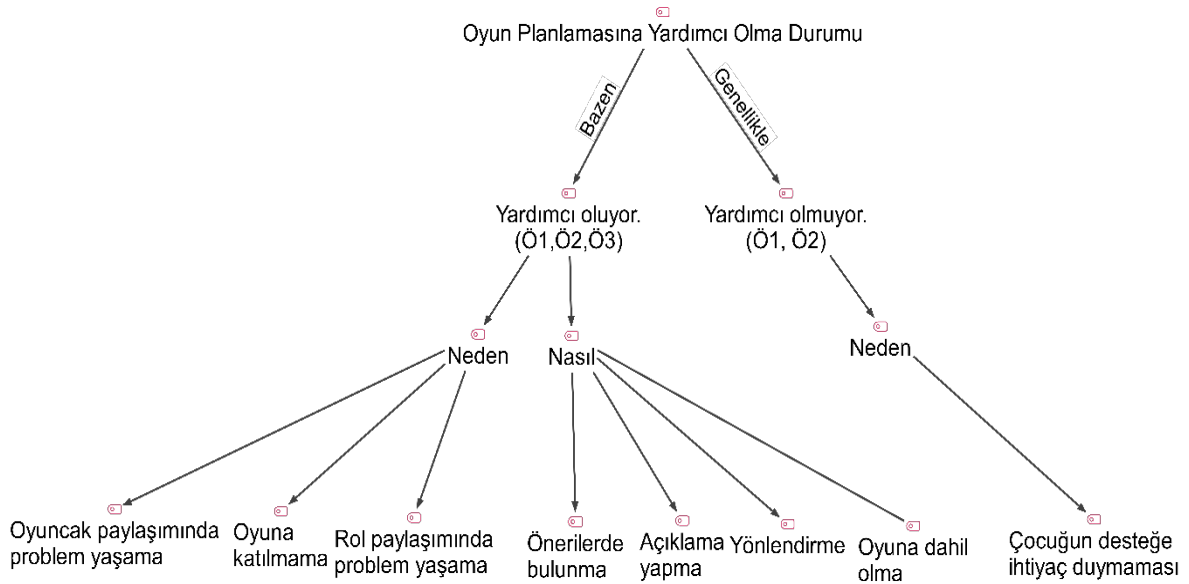 Oyun Planlamasına Yardımcı Olma Durumu
Bazen
Genellikle
Yardımcı oluyor.
(Ö1,Ö2,Ö3)
Yardımcı olmuyor.
(Ö1, Ö2)
Neden
Nasıl
Neden
Oyuncak paylaşımında
problem yaşama
Oyuna
katılmama
Rol paylaşımında
problem yaşama
Önerilerde
bulunma
Açıklama
yapma
Yönlendirme
Oyuna dahil
olma
Çocuğun desteğe
ihtiyaç duymaması